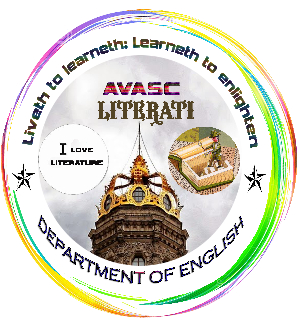 Liveth to learneth: Learneth to enlighten
AVASC
LITERATI
I LOVE
LITERATURE
DEPARTMENT OF ENGLISH